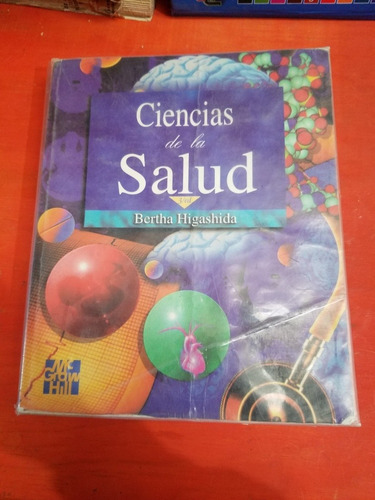 Ciencias
de la
Salud
Bertha Higashida
Mc
Graw
Hill